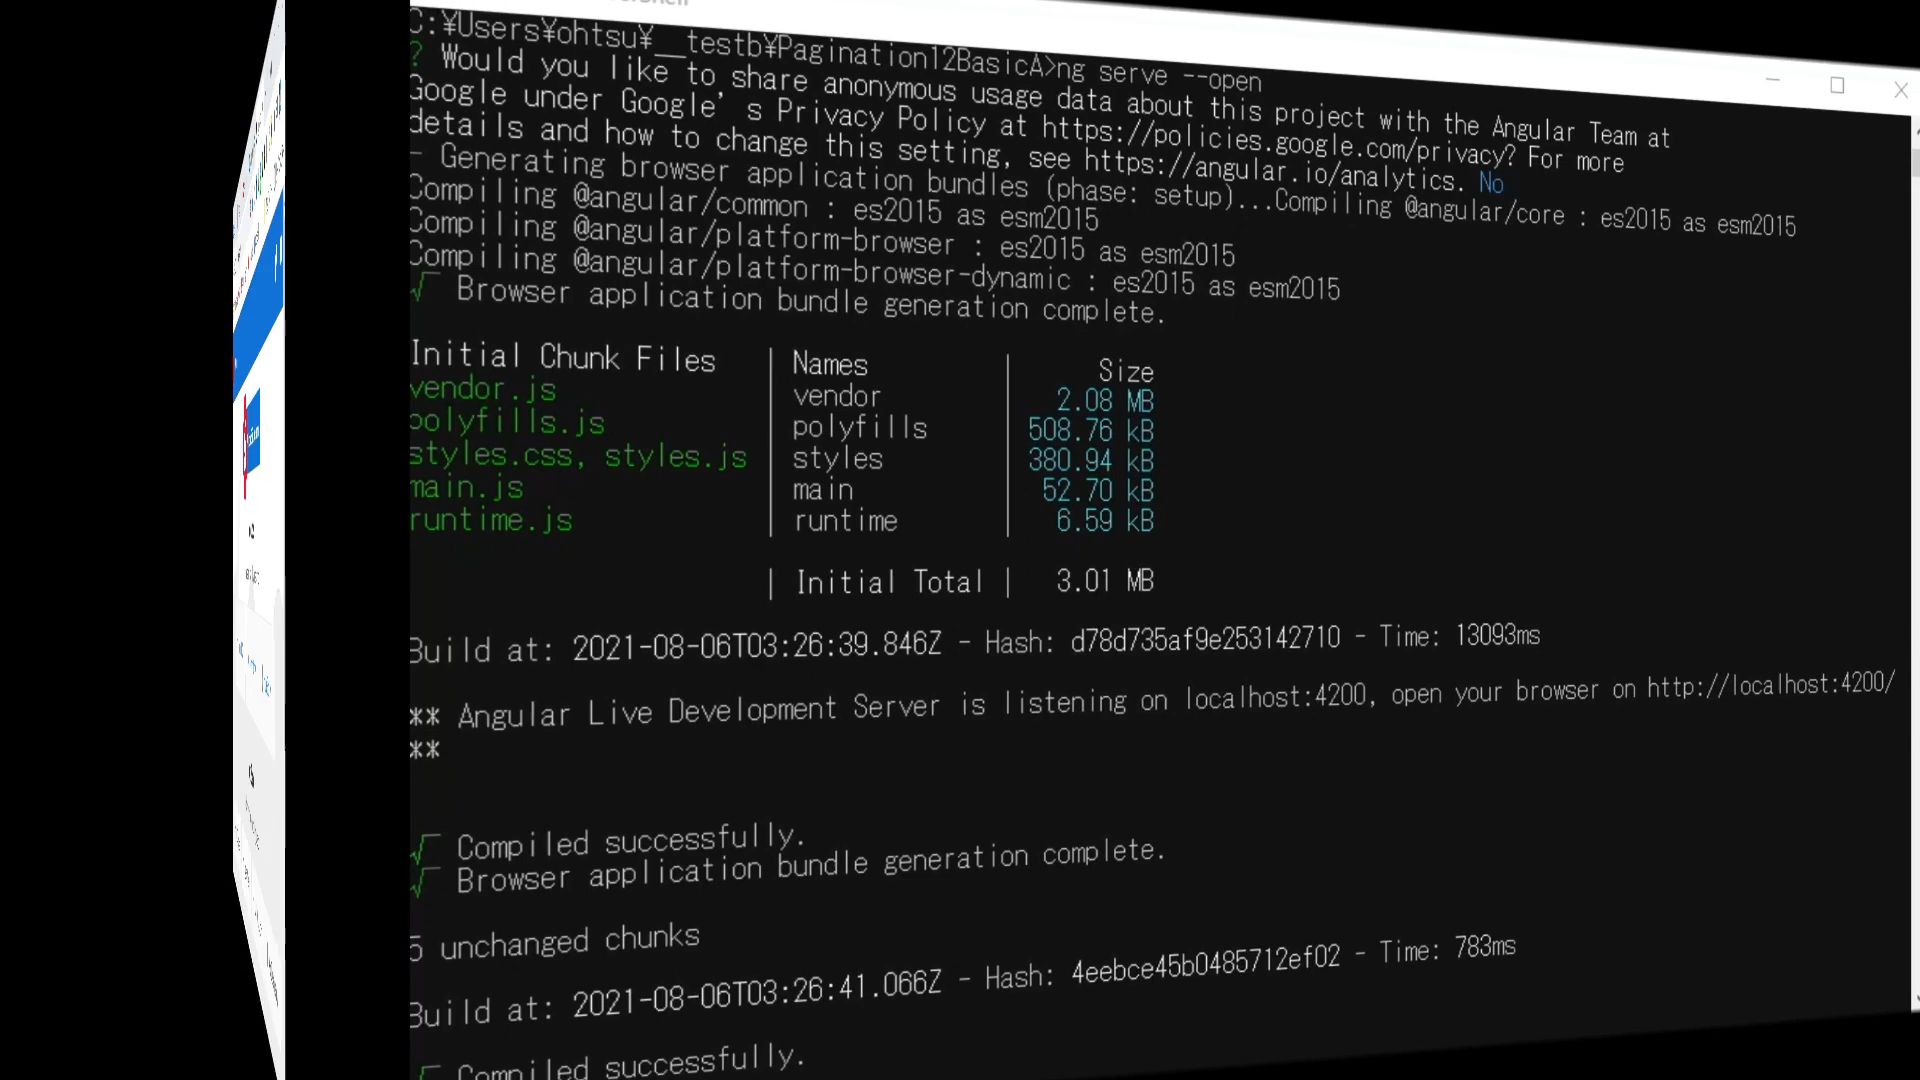 C:¥Users¥ohtsu¥__testb¥Pagination12BasicA>ng serve --open
? Would you like to share anonymous usage data about this project with the Angular Team at
Google under Google’s Privacy Policy at https://policies.google.com/privacy? For more
details and how to change this setting, see https://angular.io/analytics. No
- Generating browser application bundles (phase: setup)...Compiling @angular/core : es2015 as esm2015
Compiling @angular/common : es2015 as esm2015
Compiling @angular/platform-browser : es2015 as esm2015
Compiling @angular/platform-browser-dynamic : es2015 as esm2015
√ Browser application bundle generation complete.
Initial Chunk Files | Names | Size
vendor.js | vendor | 2.08 MB
polyfills.js | polyfills | 508.76 kB
styles.css, styles.js | styles | 380.94 kB
main.js | main | 52.70 kB
runtime.js | runtime | 6.59 kB
| Initial Total | 3.01 MB
Build at: 2021-08-06T03:26:39.846Z - Hash: d78d735af9e253142710 - Time: 13093ms
** Angular Live Development Server is listening on localhost:4200, open your browser on http://localhost:4200/
**
√ Compiled successfully.
√ Browser application bundle generation complete.
5 unchanged chunks
Build at: 2021-08-06T03:26:41.066Z - Hash: 4eebce45b0485712ef02 - Time: 783ms
√ Compiled successfully.